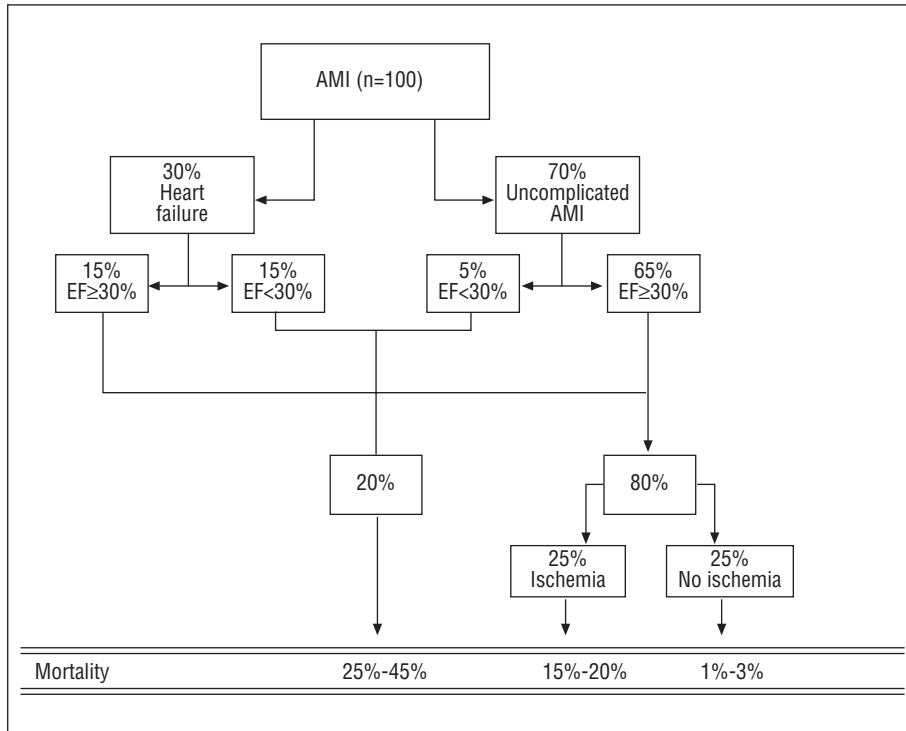 AMI (n=100)
30%
Heart
failure
70%
Uncomplicated
AMI
15%
EF≥30%
15%
EF<30%
5%
EF<30%
65%
EF≥30%
20%
80%
25%
Ischemia
25%
No ischemia
Mortality 25%-45% 15%-20% 1%-3%